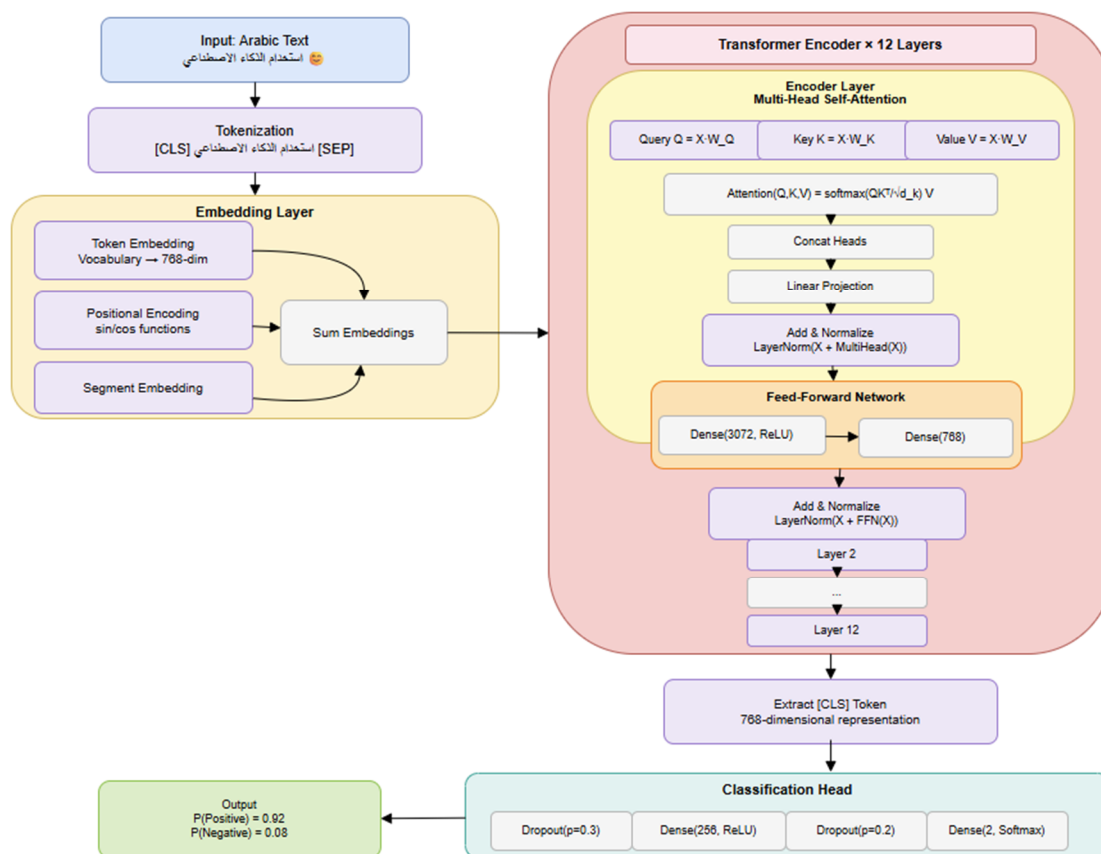 Input: Arabic Text
استخدام الذكاء الاصطناعي 😊
Tokenization
[CLS] استخدام الذكاء الاصطناعي [SEP]
Embedding Layer
Token Embedding
Vocabulary → 768-dim
Positional Encoding
sin/cos functions
Segment Embedding
Sum Embeddings
Transformer Encoder × 12 Layers
Encoder Layer
Multi-Head Self-Attention
Query Q = X·W_Q
Key K = X·W_K
Value V = X·W_V
Attention(Q,K,V) = softmax(QKᵀ/√d_k) V
Concat Heads
Linear Projection
Add & Normalize
LayerNorm(X + MultiHead(X))
Feed-Forward Network
Dense(3072, ReLU)
Dense(768)
Add & Normalize
LayerNorm(X + FFN(X))
Layer 2
...
Layer 12
Extract [CLS] Token
768-dimensional representation
Classification Head
Dropout(p=0.3)
Dense(256, ReLU)
Dropout(p=0.2)
Dense(2, Softmax)
Output
P(Positive) = 0.92
P(Negative) = 0.08